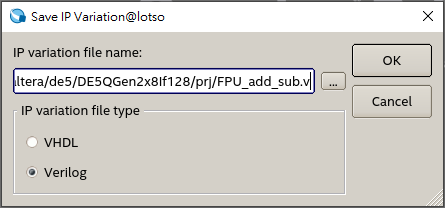 Save IP Variation@lotso
IP variation file name:
altera/de5/DE5QGen2x8If128/prj/FPU_add_sub.v
...
OK
Cancel
IP variation file type
VHDL
Verilog